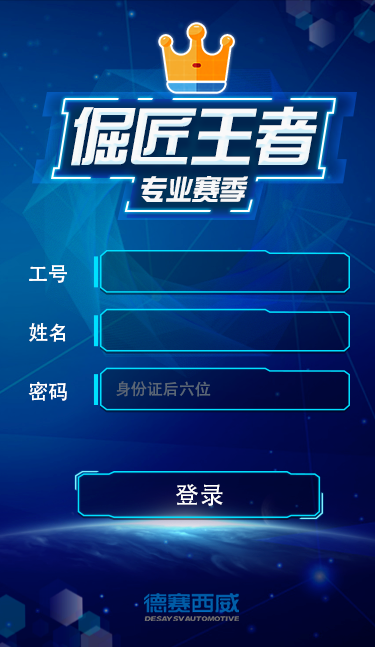 倔匠王者
专业赛季
工号
姓名
密码
身份证后六位
登录
德赛西威
DESAY SV AUTOMOTIVE